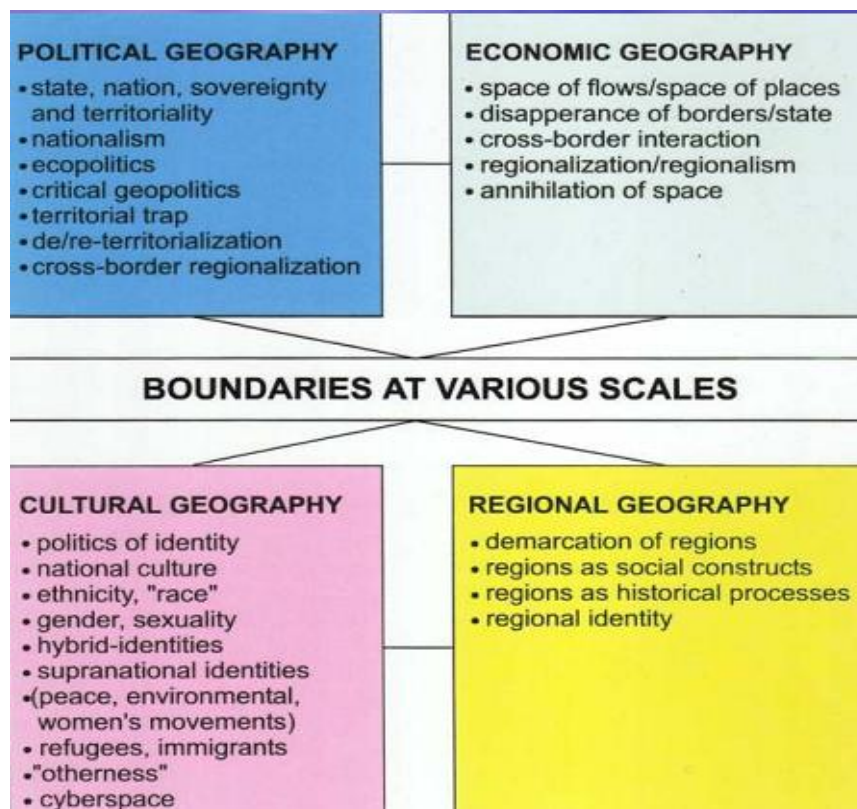 POLITICAL GEOGRAPHY
• state, nation, sovereignty
and territoriality
• nationalism
• ecopolitics
• critical geopolitics
• territorial trap
• de/re-territorialization
• cross-border regionalization
ECONOMIC GEOGRAPHY
• space of flows/space of places
• disapperance of borders/state
• cross-border interaction
• regionalization/regionalism
• annihilation of space
BOUNDARIES AT VARIOUS SCALES
CULTURAL GEOGRAPHY
• politics of identity
• national culture
• ethnicity, "race"
• gender, sexuality
• hybrid-identities
• supranational identities
• (peace, environmental,
women's movements)
• refugees, immigrants
• "otherness"
• cyberspace
REGIONAL GEOGRAPHY
• demarcation of regions
• regions as social constructs
• regions as historical processes
• regional identity